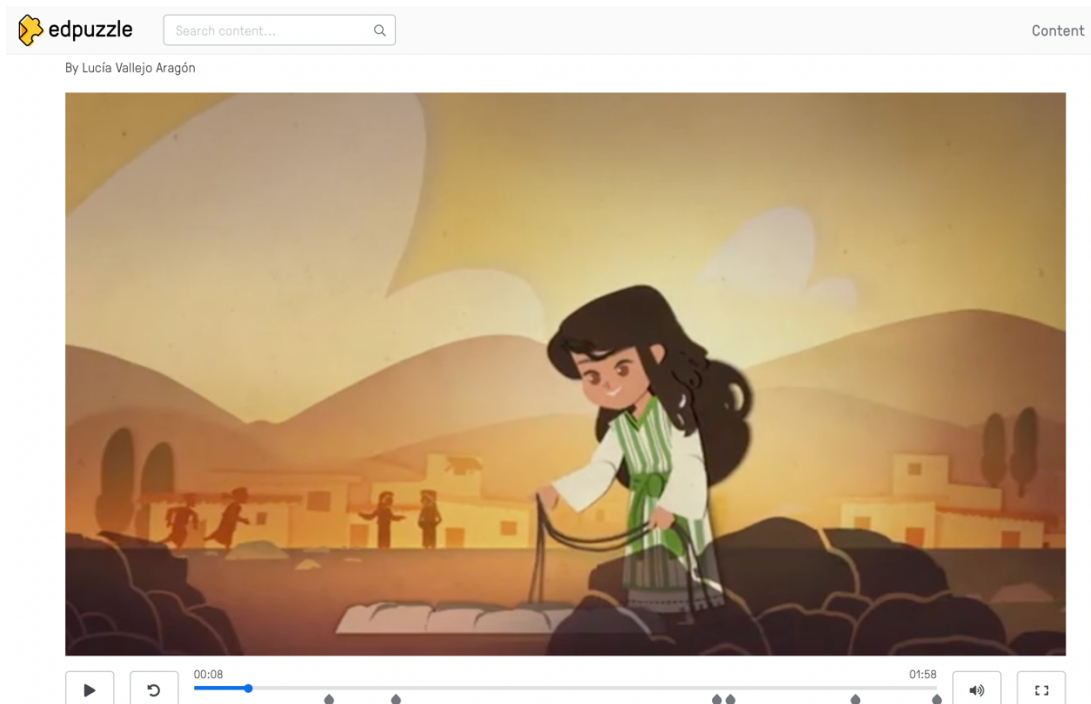 edpuzzle
Search content...
Content
By Lucía Vallejo Aragón
00:08
01:58